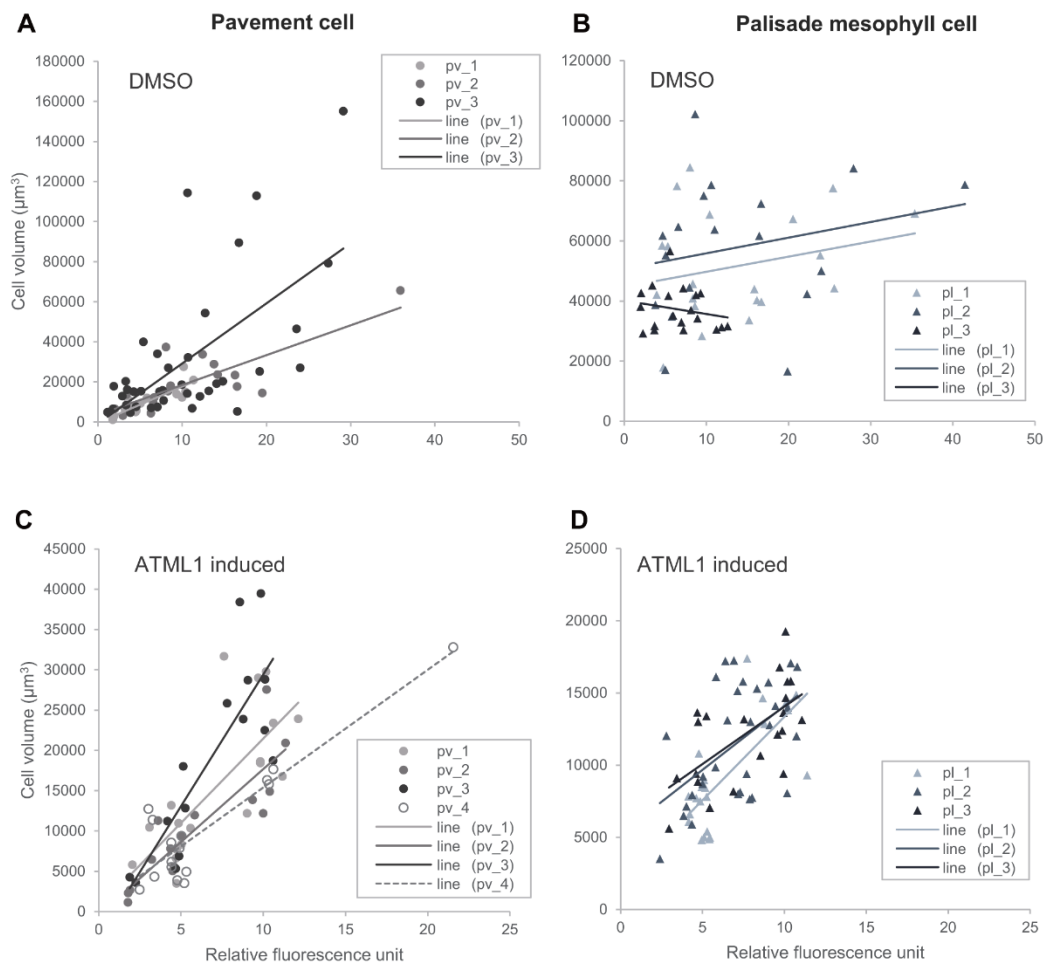 A
Pavement cell
B
Palisade mesophyll cell
DMSO
pv_1
pv_2
pv_3
line (pv_1)
line (pv_2)
line (pv_3)
Cell volume (µm³)
180000
160000
140000
120000
100000
80000
60000
40000
20000
0
0 10 20 30 40 50
DMSO
pl_1
pl_2
pl_3
line (pl_1)
line (pl_2)
line (pl_3)
120000
100000
80000
60000
40000
20000
0
0 10 20 30 40 50
C
ATML1 induced
pv_1
pv_2
pv_3
pv_4
line (pv_1)
line (pv_2)
line (pv_3)
line (pv_4)
Cell volume (µm³)
45000
40000
35000
30000
25000
20000
15000
10000
5000
0
0 5 10 15 20 25
Relative fluorescence unit
D
ATML1 induced
pl_1
pl_2
pl_3
line (pl_1)
line (pl_2)
line (pl_3)
25000
20000
15000
10000
5000
0
0 5 10 15 20 25
Relative fluorescence unit